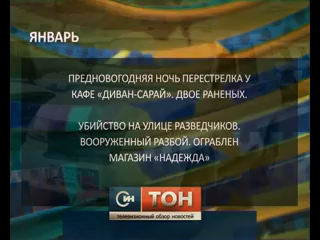 ЯНВАРЬ
ПРЕДНОВОГОДНЯЯ НОЧЬ ПЕРЕСТРЕЛКА У
КАФЕ «ДИВАН-САРАЙ». ДВОЕ РАНЕНЫХ.
УБИЙСТВО НА УЛИЦЕ РАЗВЕДЧИКОВ.
ВООРУЖЕННЫЙ РАЗБОЙ. ОГРАБЛЕН
МАГАЗИН «НАДЕЖДА»
ТОН
телевизионный обзор новостей